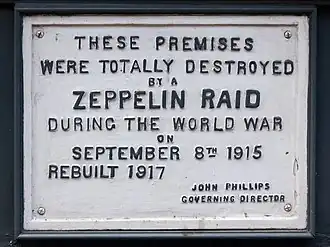 THESE PREMISES
WERE TOTALLY DESTROYED
BY A
ZEPPELIN RAID
DURING THE WORLD WAR
ON
SEPTEMBER 8TH 1915
REBUILT 1917
JOHN PHILLIPS
GOVERNING DIRECTOR